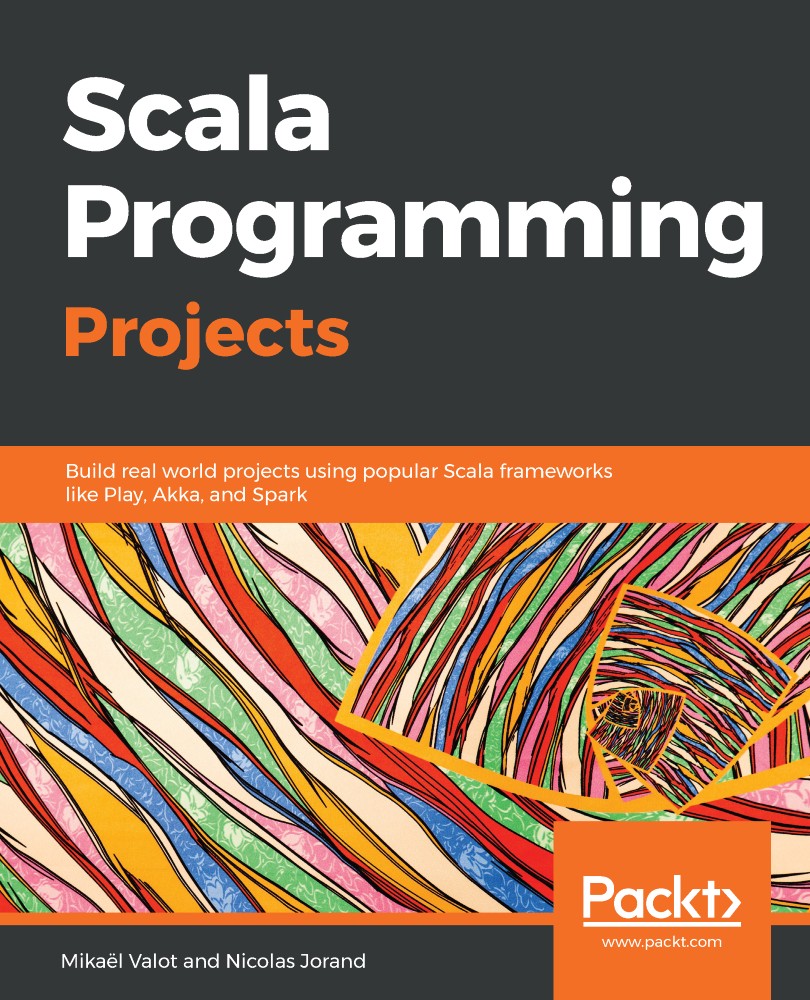 Scala
Programming
Projects
Build real world projects using popular Scala frameworks
like Play, Akka, and Spark
Packt>
www.packt.com
Mikaël Valot and Nicolas Jorand